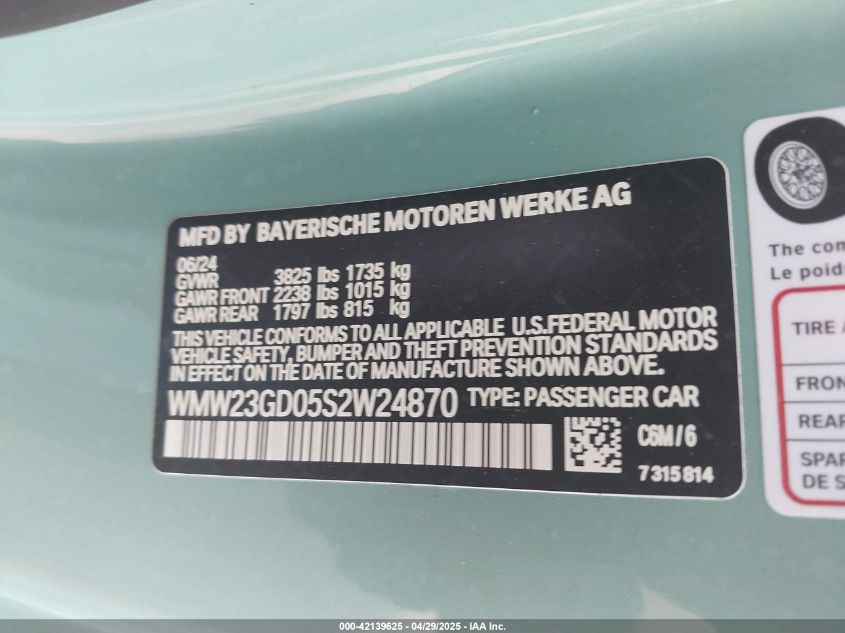 MFD BY BAYERISCHE MOTOREN WERKE AG
06/24
GVWR 3825 lbs 1735 kg
GAWR FRONT 2238 lbs 1015 kg
GAWR REAR 1797 lbs 815 kg
THIS VEHICLE CONFORMS TO ALL APPLICABLE U.S.FEDERAL MOTOR
VEHICLE SAFETY, BUMPER AND THEFT PREVENTION STANDARDS
IN EFFECT ON THE DATE OF MANUFACTURE SHOWN ABOVE.
WMW23GD05S2W24870 TYPE: PASSENGER CAR
C6M / 6
7 315 814
The com
Le poids
TIRE /
FRON
REAR
SPAR
DE S
000-42139625 - 04/29/2025 - IAA Inc.